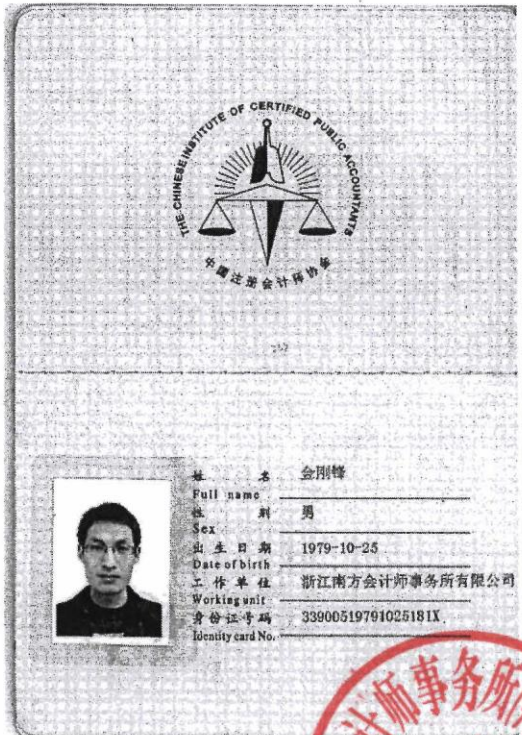 THE CHINESE INSTITUTE OF CERTIFIED PUBLIC ACCOUNTANTS
中国注册会计师协会
姓 名 金刚锋
Full name
性 别 男
Sex
出生日期 1979-10-25
Date of birth
工作单位 浙江南方会计师事务所有限公司
Working unit
身份证号码 33900519791025181X
Identity card No.
计师事务所